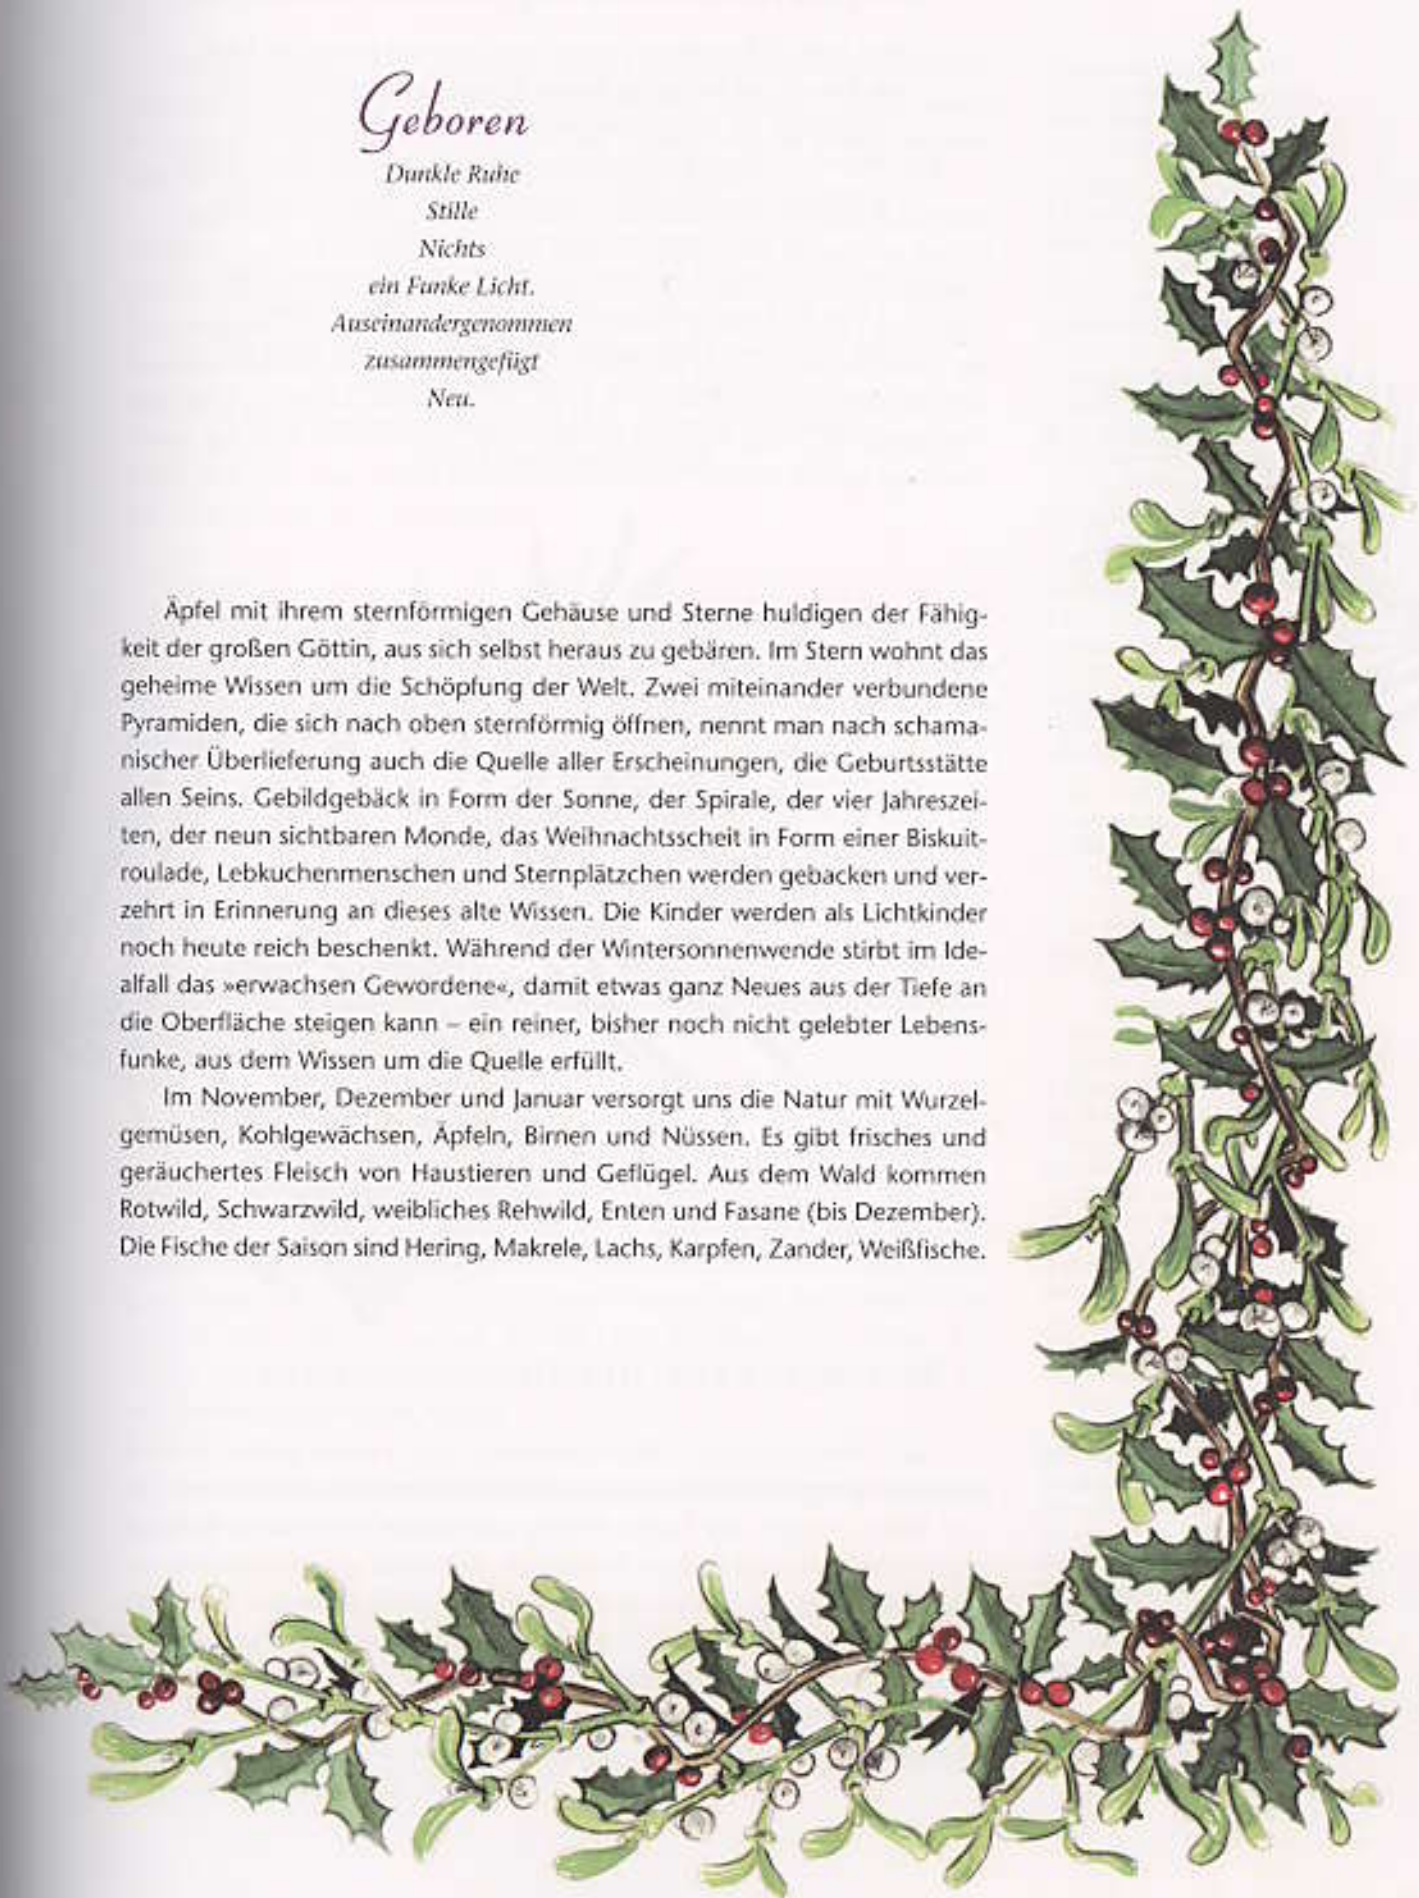 Geboren
Dunkle Ruhe
Stille
Nichts
ein Funke Licht.
Auseinandergenommen
zusammengefügt
Neu.
Äpfel mit ihrem sternförmigen Gehäuse und Sterne huldigen der Fähig-
keit der großen Göttin, aus sich selbst heraus zu gebären. Im Stern wohnt das
geheime Wissen um die Schöpfung der Welt. Zwei miteinander verbundene
Pyramiden, die sich nach oben sternförmig öffnen, nennt man nach schama-
nischer Überlieferung auch die Quelle aller Erscheinungen, die Geburtsstätte
allen Seins. Gebildgebäck in Form der Sonne, der Spirale, der vier Jahreszei-
ten, der neun sichtbaren Monde, das Weihnachtsscheit in Form einer Biskuit-
roulade, Lebkuchenmenschen und Sternplätzchen werden gebacken und ver-
zehrt in Erinnerung an dieses alte Wissen. Die Kinder werden als Lichtkinder
noch heute reich beschenkt. Während der Wintersonnenwende stirbt im Ide-
alfall das »erwachsen Gewordene«, damit etwas ganz Neues aus der Tiefe an
die Oberfläche steigen kann – ein reiner, bisher noch nicht gelebter Lebens-
funke, aus dem Wissen um die Quelle erfüllt.
Im November, Dezember und Januar versorgt uns die Natur mit Wurzel-
gemüsen, Kohlgewächsen, Äpfeln, Birnen und Nüssen. Es gibt frisches und
geräuchertes Fleisch von Haustieren und Geflügel. Aus dem Wald kommen
Rotwild, Schwarzwild, weibliches Rehwild, Enten und Fasane (bis Dezember).
Die Fische der Saison sind Hering, Makrele, Lachs, Karpfen, Zander, Weißfische.